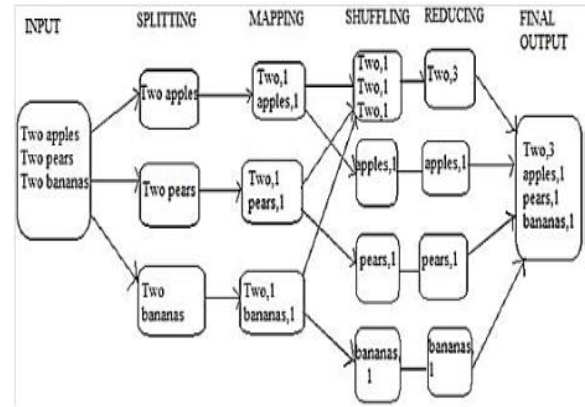 INPUT
SPLITTING
MAPPING
SHUFFLING
REDUCING
FINAL
OUTPUT
Two apples
Two pears
Two bananas
Two apples
Two pears
Two
bananas
Two,1
apples,1
Two,1
pears,1
Two,1
bananas,1
Two,1
Two,1
Two,1
apples,1
pears,1
bananas,
1
Two,3
apples,1
pears,1
bananas,
1
Two,3
apples,1
pears,1
bananas,1